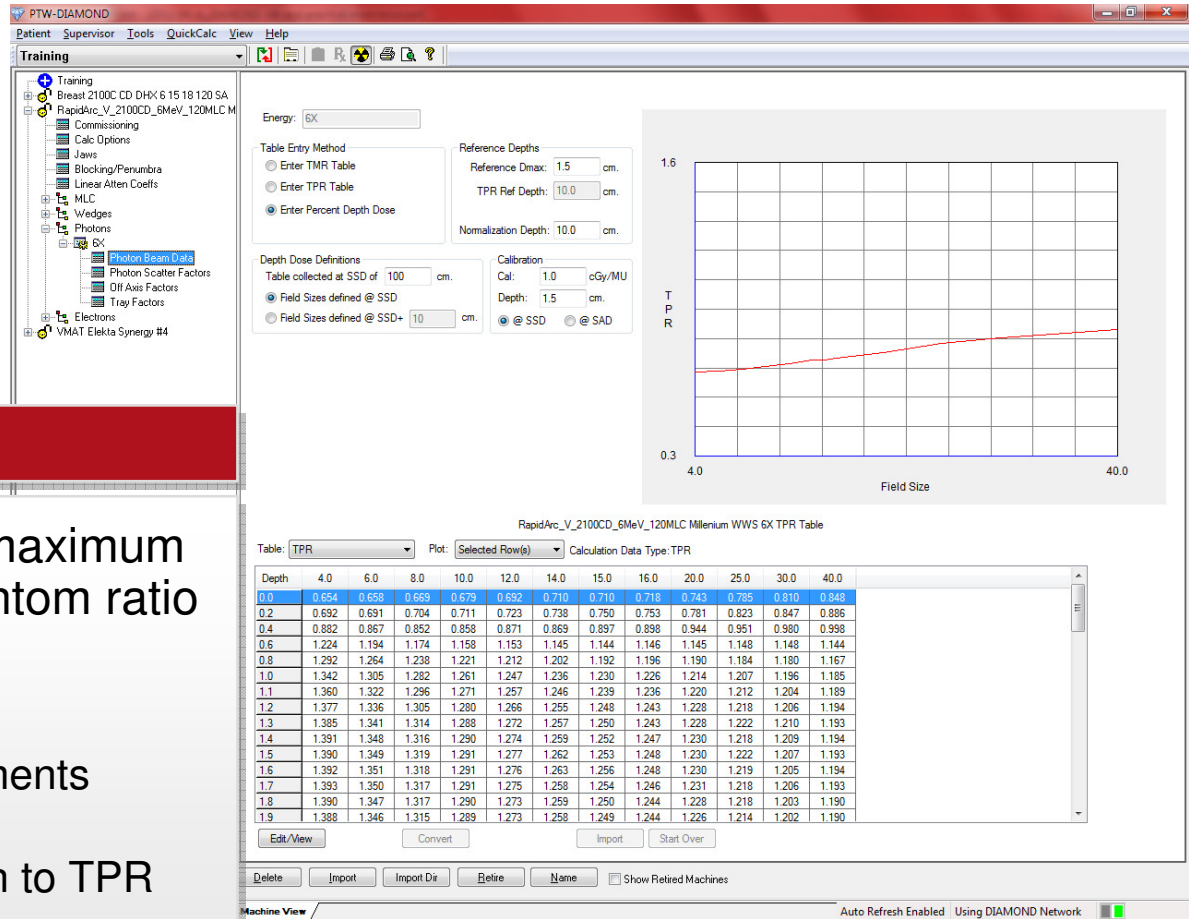 PTW-DIAMOND
Patient Supervisor Tools QuickCalc View Help
Training
Training
Breast 2100C CD DHX 6 15 18 120 SA
RapidArc_V_2100CD_6MeV_120MLC M
Commissioning
Calc Options
Jaws
Blocking/Penumbra
Linear Atten Coeffs
MLC
Wedges
Photons
6X
Photon Beam Data
Photon Scatter Factors
Off Axis Factors
Tray Factors
Electrons
VMAT Elekta Synergy #4
Energy: 6X
Table Entry Method
Enter TMR Table
Enter TPR Table
Enter Percent Depth Dose
Reference Depths
Reference Dmax: 1.5 cm.
TPR Ref Depth: 10.0 cm.
Normalization Depth: 10.0 cm.
Depth Dose Definitions
Table collected at SSD of 100 cm.
Field Sizes defined @ SSD
Field Sizes defined @ SSD+ 10 cm.
Calibration
Cal: 1.0 cGy/MU
Depth: 1.5 cm.
@ SSD @ SAD
1.6
TPR
0.3
4.0 40.0
Field Size
RapidArc_V_2100CD_6MeV_120MLC Millenium WWS 6X TPR Table
Table: TPR Plot: Selected Row(s) Calculation Data Type: TPR
Depth 4.0 6.0 8.0 10.0 12.0 14.0 15.0 16.0 20.0 25.0 30.0 40.0
0.0 0.654 0.658 0.669 0.679 0.692 0.710 0.710 0.718 0.743 0.785 0.810 0.848
0.2 0.692 0.691 0.704 0.711 0.723 0.738 0.750 0.753 0.781 0.823 0.847 0.886
0.4 0.882 0.867 0.852 0.858 0.871 0.869 0.897 0.898 0.944 0.951 0.980 0.998
0.6 1.224 1.194 1.174 1.158 1.153 1.145 1.144 1.146 1.145 1.148 1.148 1.144
0.8 1.292 1.264 1.238 1.221 1.212 1.202 1.192 1.196 1.190 1.184 1.180 1.167
1.0 1.342 1.305 1.282 1.261 1.247 1.236 1.230 1.226 1.214 1.207 1.196 1.185
1.1 1.360 1.322 1.296 1.271 1.257 1.246 1.239 1.236 1.220 1.212 1.204 1.189
1.2 1.377 1.336 1.305 1.280 1.266 1.255 1.248 1.243 1.228 1.218 1.206 1.194
1.3 1.385 1.341 1.314 1.288 1.272 1.257 1.250 1.243 1.228 1.222 1.210 1.193
1.4 1.391 1.348 1.316 1.290 1.274 1.259 1.252 1.247 1.230 1.218 1.209 1.194
1.5 1.390 1.349 1.319 1.291 1.277 1.262 1.253 1.248 1.230 1.222 1.207 1.193
1.6 1.392 1.351 1.318 1.291 1.276 1.263 1.256 1.248 1.230 1.219 1.205 1.194
1.7 1.393 1.350 1.317 1.291 1.275 1.258 1.254 1.246 1.231 1.218 1.206 1.193
1.8 1.390 1.347 1.317 1.290 1.273 1.259 1.250 1.244 1.228 1.218 1.203 1.190
1.9 1.388 1.346 1.315 1.289 1.273 1.258 1.249 1.244 1.226 1.214 1.202 1.190
Edit/View Convert Import Start Over
Delete Import Import Dir Retire Name Show Retired Machines
Machine View Auto Refresh Enabled Using DIAMOND Network
maximum
ntom ratio
nents
n to TPR